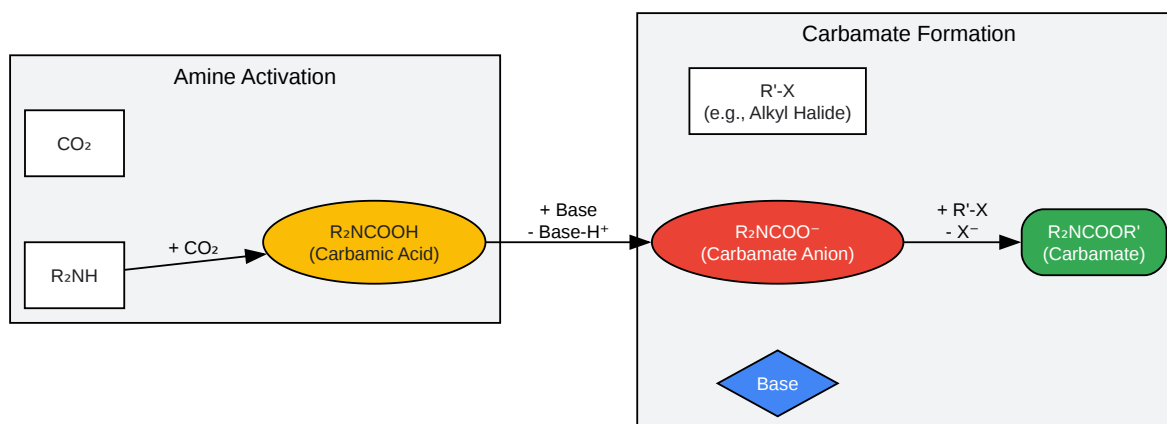 Amine Activation
CO₂
R₂NH
+ CO₂
R₂NCOOH
(Carbamic Acid)
+ Base
- Base-H⁺
Carbamate Formation
R'-X
(e.g., Alkyl Halide)
R₂NCOO⁻
(Carbamate Anion)
+ R'-X
- X⁻
R₂NCOOR'
(Carbamate)
Base